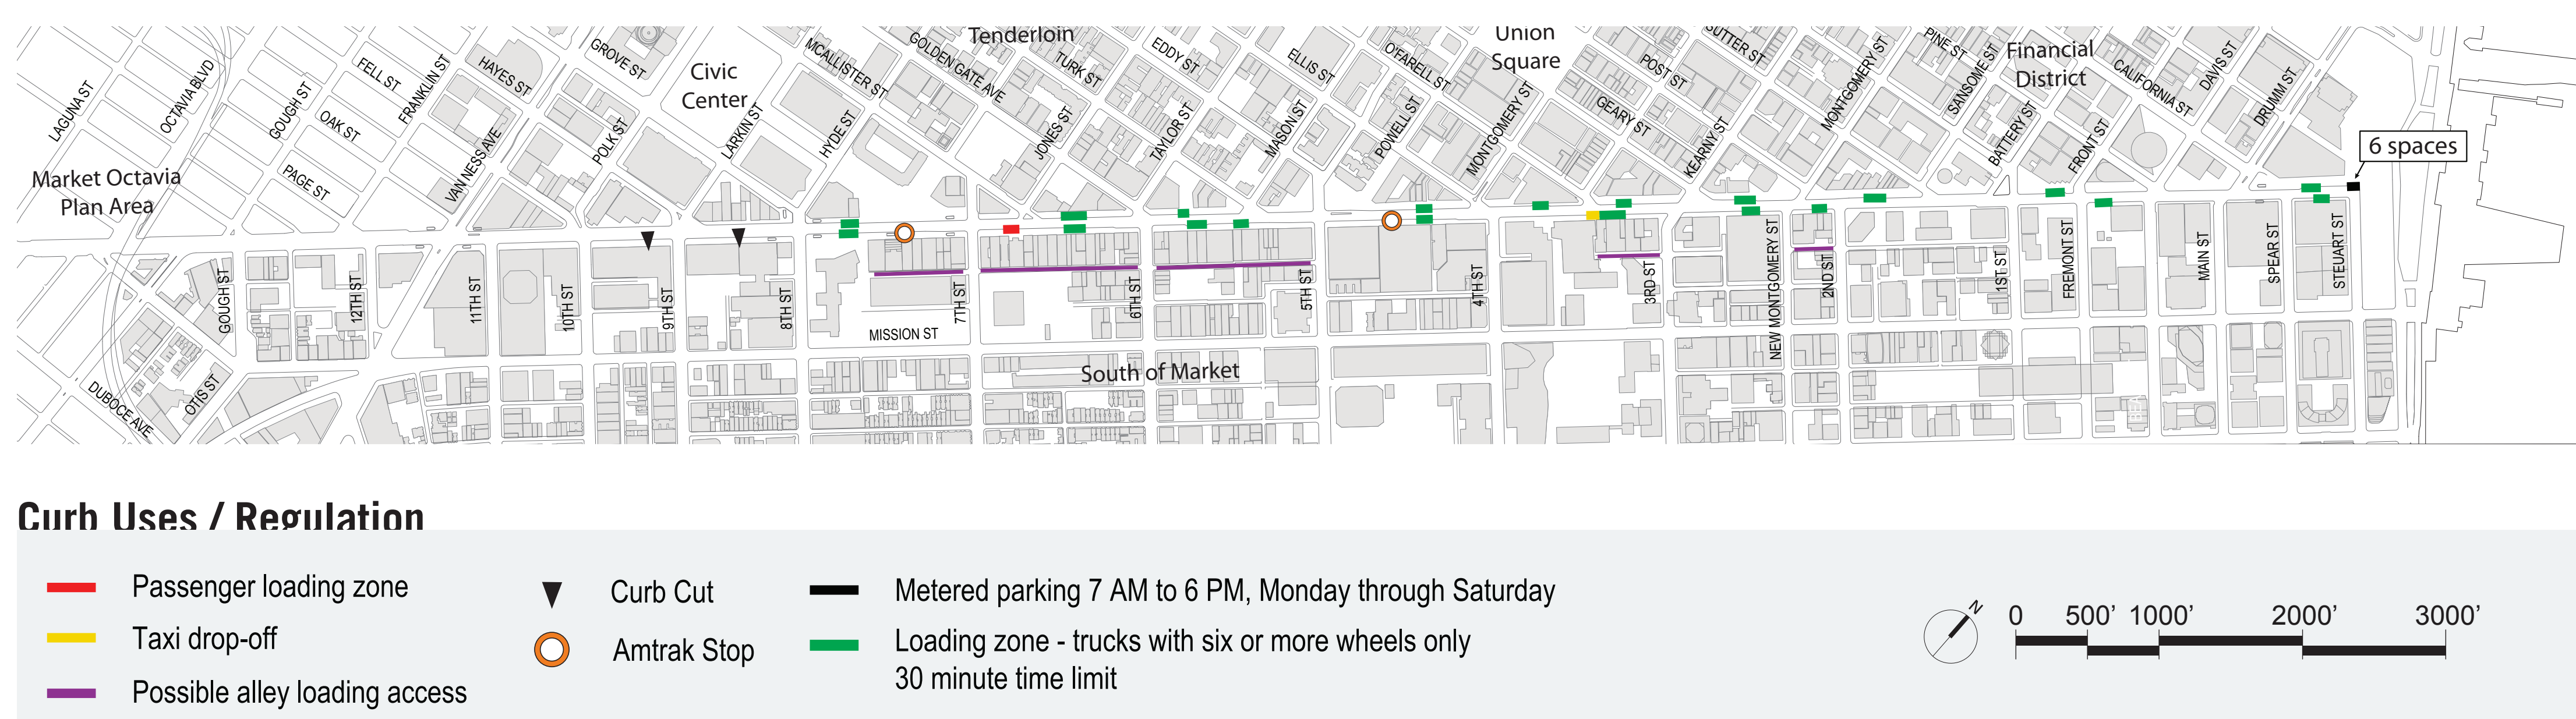 Tenderloin
Union
Square
Financial
District
Civic
Center
Market Octavia
Plan Area
South of Market
LAGUNA ST
OCTAVIA BLVD
GOUGH ST
FELL ST
OAK ST
PAGE ST
FRANKLIN ST
HAYES ST
VAN NESS AVE
GROVE ST
POLK ST
LARKIN ST
MCALLISTER ST
HYDE ST
GOLDEN GATE AVE
JONES ST
TURK ST
TAYLOR ST
EDDY ST
MASON ST
ELLIS ST
POWELL ST
O'FARELL ST
MONTGOMERY ST
GEARY ST
POST ST
KEARNY ST
SUTTER ST
MONTGOMERY ST
PINE ST
SANSOME ST
BATTERY ST
FRONT ST
CALIFORNIA ST
DAVIS ST
DRUMM ST
6 spaces
DUBOCE AVE
OTIS ST
GOUGH ST
12TH ST
11TH ST
10TH ST
9TH ST
8TH ST
MISSION ST
7TH ST
6TH ST
5TH ST
4TH ST
3RD ST
NEW MONTGOMERY ST
2ND ST
1ST ST
FREMONT ST
MAIN ST
SPEAR ST
STEUART ST
Curb Uses / Regulation
Passenger loading zone
Taxi drop-off
Possible alley loading access
Curb Cut
Amtrak Stop
Metered parking 7 AM to 6 PM, Monday through Saturday
Loading zone - trucks with six or more wheels only
30 minute time limit
N
0 500' 1000' 2000' 3000'